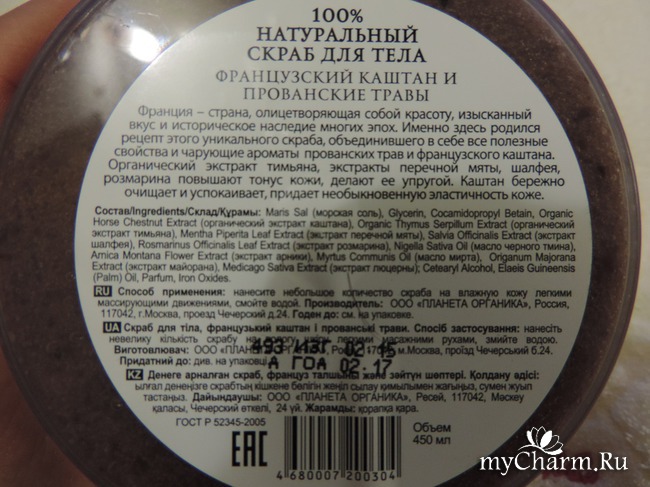 100%
НАТУРАЛЬНЫЙ
СКРАБ ДЛЯ ТЕЛА
ФРАНЦУЗСКИЙ КАШТАН И
ПРОВАНСКИЕ ТРАВЫ
Франция – страна, олицетворяющая собой красоту, изысканный
вкус и историческое наследие многих эпох. Именно здесь родился
рецепт этого уникального скраба, объединившего в себе все полезные
свойства и чарующие ароматы прованских трав и французского каштана.
Органический экстракт тимьяна, экстракты перечной мяты, шалфея,
розмарина повышают тонус кожи, делают ее упругой. Каштан бережно
очищает и успокаивает, придает необыкновенную эластичность коже.
Состав/Ingredients/Склад/Құрамы: Maris Sal (морская соль), Glycerin, Cocamidopropyl Betain, Organic
Horse Chestnut Extract (органический экстракт каштана), Organic Thymus Serpillum Extract (органический
экстракт тимьяна), Mentha Piperita Leaf Extract (экстракт перечной мяты), Salvia Officinalis Extract (экстракт
шалфея), Rosmarinus Officinalis Leaf Extract (экстракт розмарина), Nigella Sativa Oil (масло черного тмина),
Arnica Montana Flower Extract (экстракт арники), Myrtus Communis Oil (масло мирта), Origanum Majorana
Extract (экстракт майорана), Medicago Sativa Extract (экстракт люцерны); Cetearyl Alcohol, Elaeis Guineensis
(Palm) Oil, Parfum, Iron Oxides.
RU Способ применения: нанесите небольшое количество скраба на влажную кожу легкими
массирующими движениями, смойте водой. Производитель: ООО «ПЛАНЕТА ОРГАНИКА», Россия,
117042, г.Москва, проезд Чечерский д.24. Годен до: см. на упаковке.
UA Скраб для тіла, французький каштан і прованські трави. Спосіб застосування: нанесіть
невелику кількість скрабу на вологу шкіру легкими масажними рухами, змийте водой.
Виготовлювач: ООО «ПЛАНЕТА ОРГАНИКА», Росія, 117042, м.Москва, проїзд Чечерський б.24.
Придатний до: див. на упаковці
493 ИЗГ 02 15
А ГОД 02.17
KZ Денеге арналған скраб, француз талшыны және зәйтүн шөптері. Қолдану әдісі:
ылғал денеңізге скрабтың кішкене бөлігін жеңіл сылау қимылымен жағыңыз, сумен жуып
тастаңыз. Дайындаушы: ООО «ПЛАНЕТА ОРГАНИКА», Ресей, 117042, Мәскеу
қаласы, Чечерский өткелі, 24 үй. Жарамды: қорапқа қара.
ГОСТ Р 52345-2005
EAC
4680007200304
Объем
450 мл
myCharm.Ru